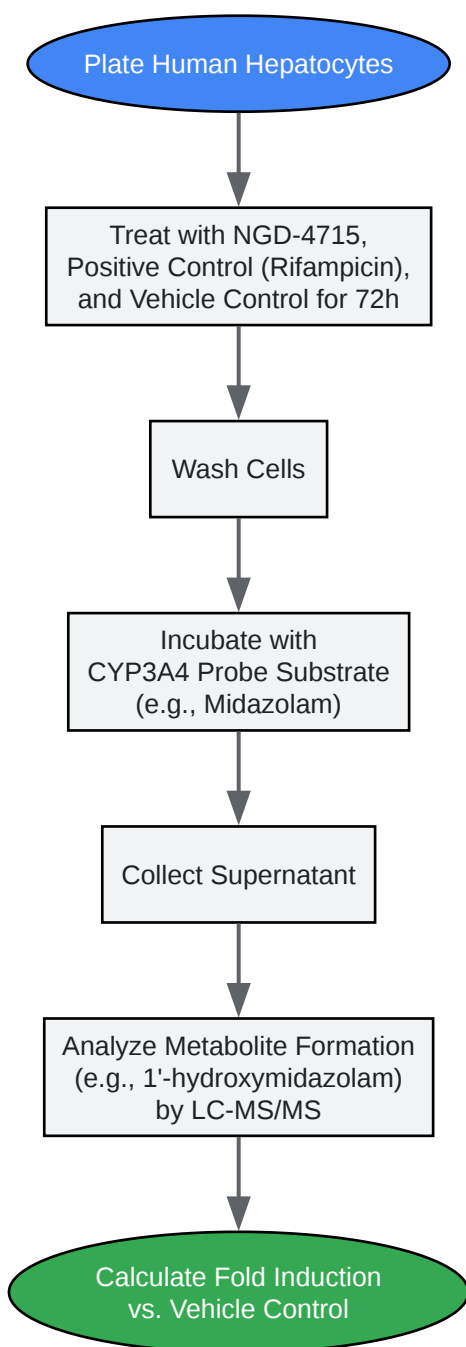 Plate Human Hepatocytes
Treat with NGD-4715,
Positive Control (Rifampicin),
and Vehicle Control for 72h
Wash Cells
Incubate with
CYP3A4 Probe Substrate
(e.g., Midazolam)
Collect Supernatant
Analyze Metabolite Formation
(e.g., 1'-hydroxymidazolam)
by LC-MS/MS
Calculate Fold Induction
vs. Vehicle Control